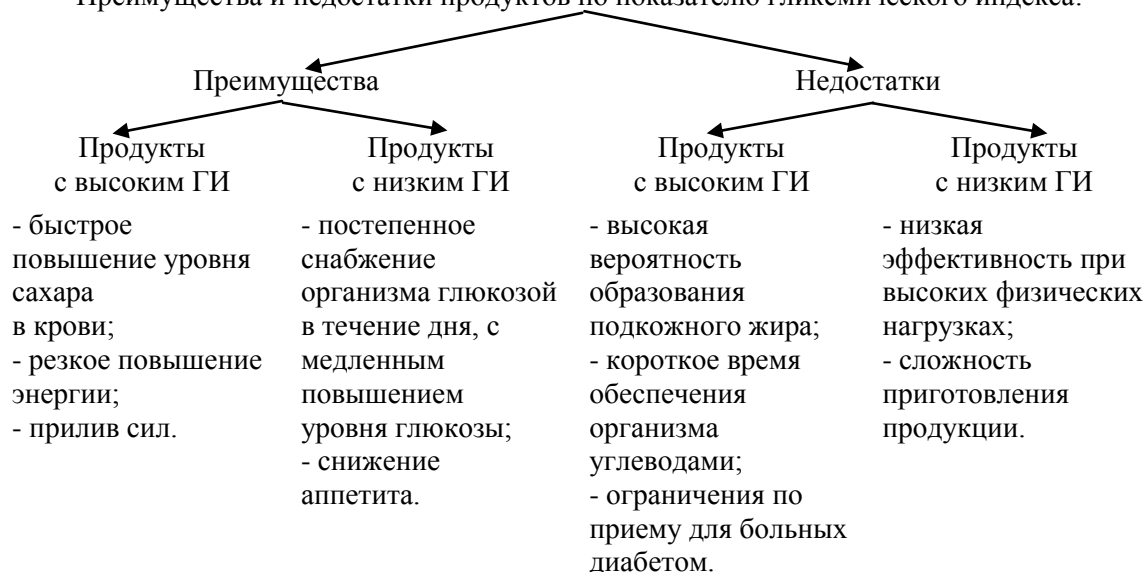 Преимущества и недостатки продуктов по показателю гликемического индекса.
Преимущества
Недостатки
Продукты
с высоким ГИ
- быстрое
повышение уровня
сахара
в крови;
- резкое повышение
энергии;
- прилив сил.
Продукты
с низким ГИ
- постепенное
снабжение
организма глюкозой
в течение дня, с
медленным
повышением
уровня глюкозы;
- снижение
аппетита.
Продукты
с высоким ГИ
- высокая
вероятность
образования
подкожного жира;
- короткое время
обеспечения
организма
углеводами;
- ограничения по
приему для больных
диабетом.
Продукты
с низким ГИ
- низкая
эффективность при
высоких физических
нагрузках;
- сложность
приготовления
продукции.